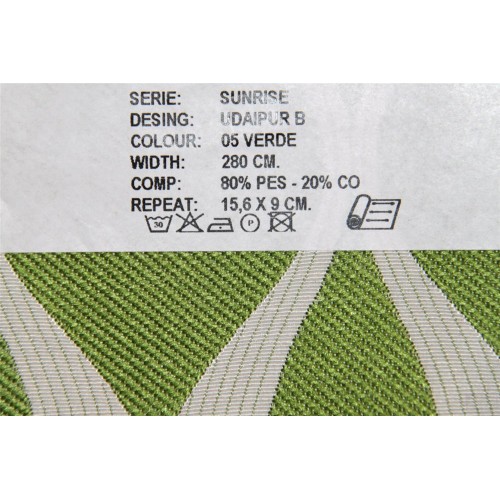 SERIE: SUNRISE
DESING: UDAIPUR B
COLOUR: 05 VERDE
WIDTH: 280 CM.
COMP: 80% PES - 20% CO
REPEAT: 15,6 X 9 CM.
30 P